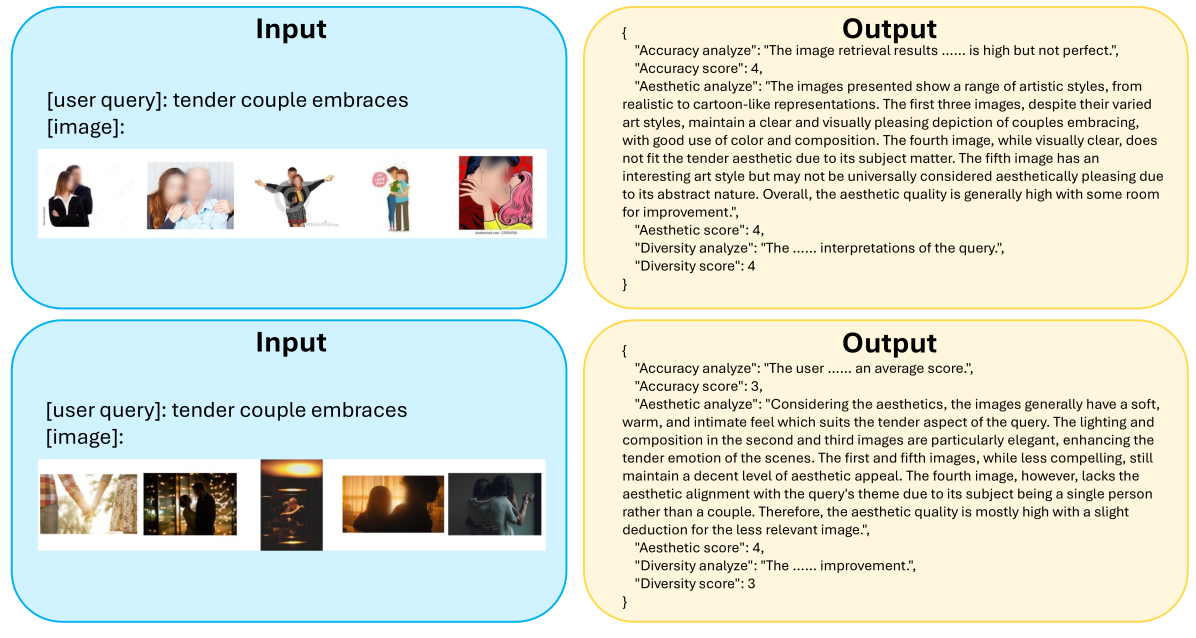 Input
[user query]: tender couple embraces
[image]:
Output
{
"Accuracy analyze": "The image retrieval results ...... is high but not perfect.",
"Accuracy score": 4,
"Aesthetic analyze": "The images presented show a range of artistic styles, from
realistic to cartoon-like representations. The first three images, despite their varied
art styles, maintain a clear and visually pleasing depiction of couples embracing,
with good use of color and composition. The fourth image, while visually clear, does
not fit the tender aesthetic due to its subject matter. The fifth image has an
interesting art style but may not be universally considered aesthetically pleasing due
to its abstract nature. Overall, the aesthetic quality is generally high with some room
for improvement.",
"Aesthetic score": 4,
"Diversity analyze": "The ...... interpretations of the query.",
"Diversity score": 4
}
Input
[user query]: tender couple embraces
[image]:
Output
{
"Accuracy analyze": "The user ...... an average score.",
"Accuracy score": 3,
"Aesthetic analyze": "Considering the aesthetics, the images generally have a soft,
warm, and intimate feel which suits the tender aspect of the query. The lighting and
composition in the second and third images are particularly elegant, enhancing the
tender emotion of the scenes. The first and fifth images, while less compelling, still
maintain a decent level of aesthetic appeal. The fourth image, however, lacks the
aesthetic alignment with the query's theme due to its subject being a single person
rather than a couple. Therefore, the aesthetic quality is mostly high with a slight
deduction for the less relevant image.",
"Aesthetic score": 4,
"Diversity analyze": "The ...... improvement.",
"Diversity score": 3
}